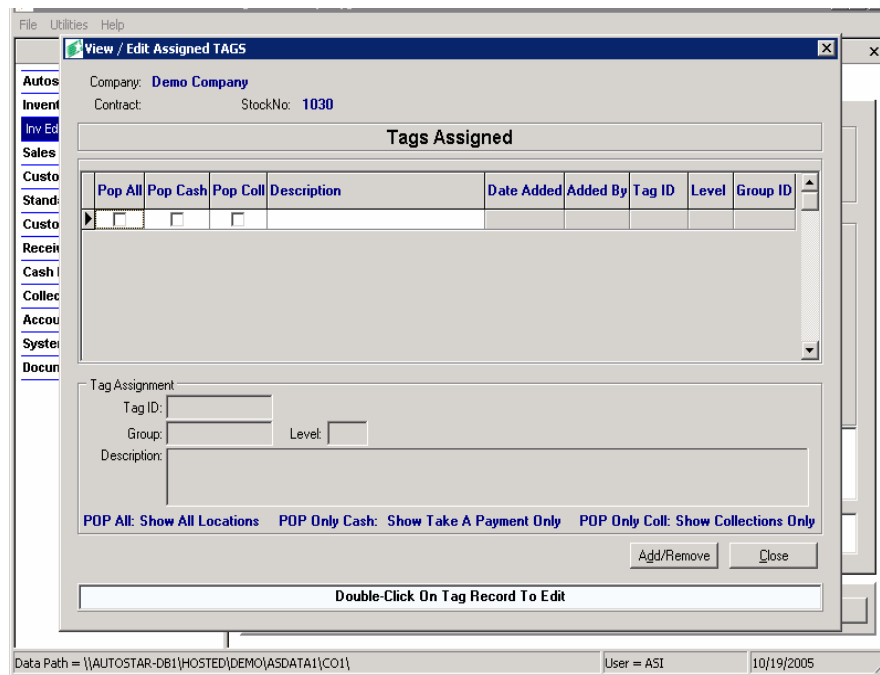 File Utilities Help
View / Edit Assigned TAGS
Company: Demo Company
Contract: StockNo: 1030
Tags Assigned
Pop All Pop Cash Pop Coll Description Date Added Added By Tag ID Level Group ID
Autos
Invent
Inv Ed
Sales
Custo
Stand
Custo
Recei
Cash
Collec
Accou
System
Docum
Tag Assignment
Tag ID:
Group: Level:
Description:
POP All: Show All Locations POP Only Cash: Show Take A Payment Only POP Only Coll: Show Collections Only
Add/Remove Close
Double-Click On Tag Record To Edit
Data Path = \\AUTOSTAR-DB1\HOSTED\DEMO\ASDATA1\CO1\ User = ASI 10/19/2005